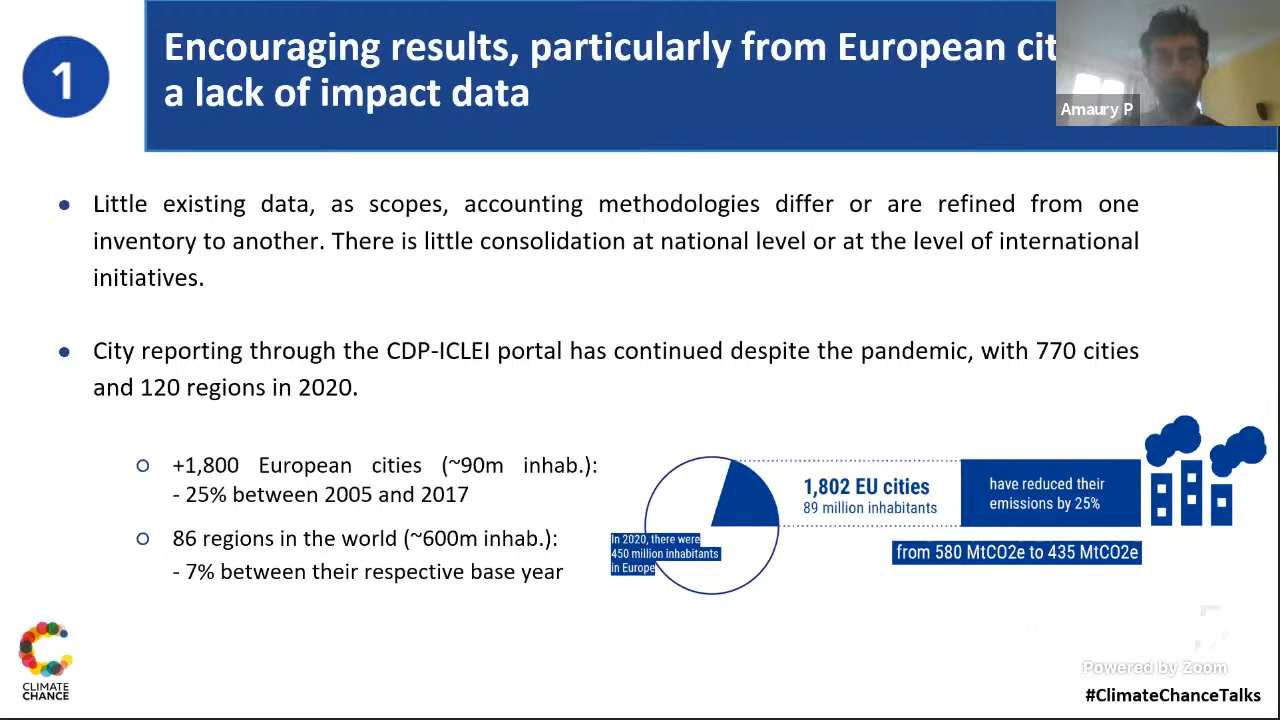 1
Encouraging results, particularly from European cit
a lack of impact data
Amaury P
Little existing data, as scopes, accounting methodologies differ or are refined from one
inventory to another. There is little consolidation at national level or at the level of international
initiatives.
City reporting through the CDP-ICLEI portal has continued despite the pandemic, with 770 cities
and 120 regions in 2020.
+1,800 European cities (~90m inhab.):
- 25% between 2005 and 2017
86 regions in the world (~600m inhab.):
- 7% between their respective base year
In 2020, there were
450 million inhabitants
in Europe
1,802 EU cities
89 million inhabitants
have reduced their
emissions by 25%
from 580 MtCO2e to 435 MtCO2e
CLIMATE
CHANCE
Powered by Zoom
#ClimateChanceTalks